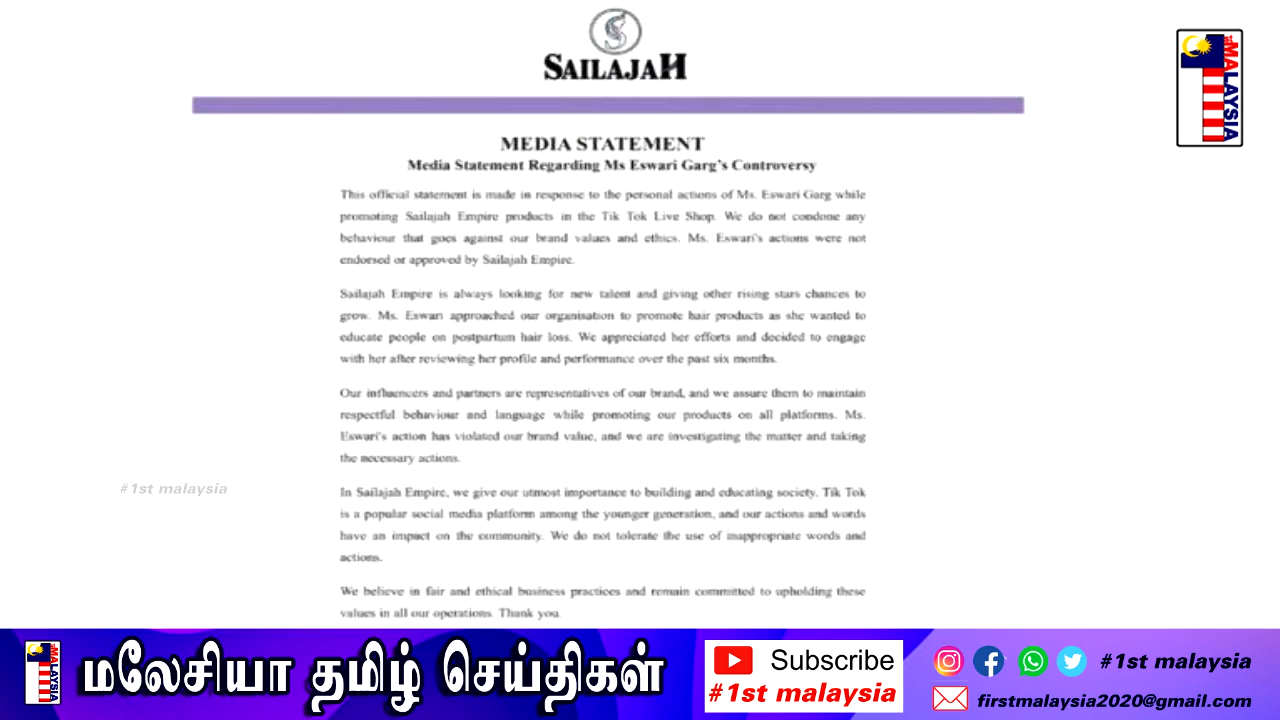 SAILAJAH
1st MALAYSIA
MEDIA STATEMENT
Media Statement Regarding Ms Eswari Garg's Controversy
This official statement is made in response to the personal actions of Ms. Eswari Garg while
promoting Sailajah Empire products in the Tik Tok Live Shop. We do not condone any
behaviour that goes against our brand values and ethics. Ms. Eswari's actions were not
endorsed or approved by Sailajah Empire.
Sailajah Empire is always looking for new talent and giving other rising stars chances to
grow. Ms. Eswari approached our organisation to promote hair products as she wanted to
educate people on postpartum hair loss. We appreciated her efforts and decided to engage
with her after reviewing her profile and performance over the past six months.
Our influencers and partners are representatives of our brand, and we assure them to maintain
respectful behaviour and language while promoting our products on all platforms. Ms.
Eswari's action has violated our brand value, and we are investigating the matter and taking
the necessary actions.
#1st malaysia
In Sailajah Empire, we give our utmost importance to building and educating society. Tik Tok
is a popular social media platform among the younger generation, and our actions and words
have an impact on the community. We do not tolerate the use of inappropriate words and
actions.
We believe in fair and ethical business practices and remain committed to upholding these
values in all our operations. Thank you.
1st MALAYSIA
மலேசியா தமிழ் செய்திகள்
Subscribe
#1st malaysia
#1st malaysia
firstmalaysia2020@gmail.com